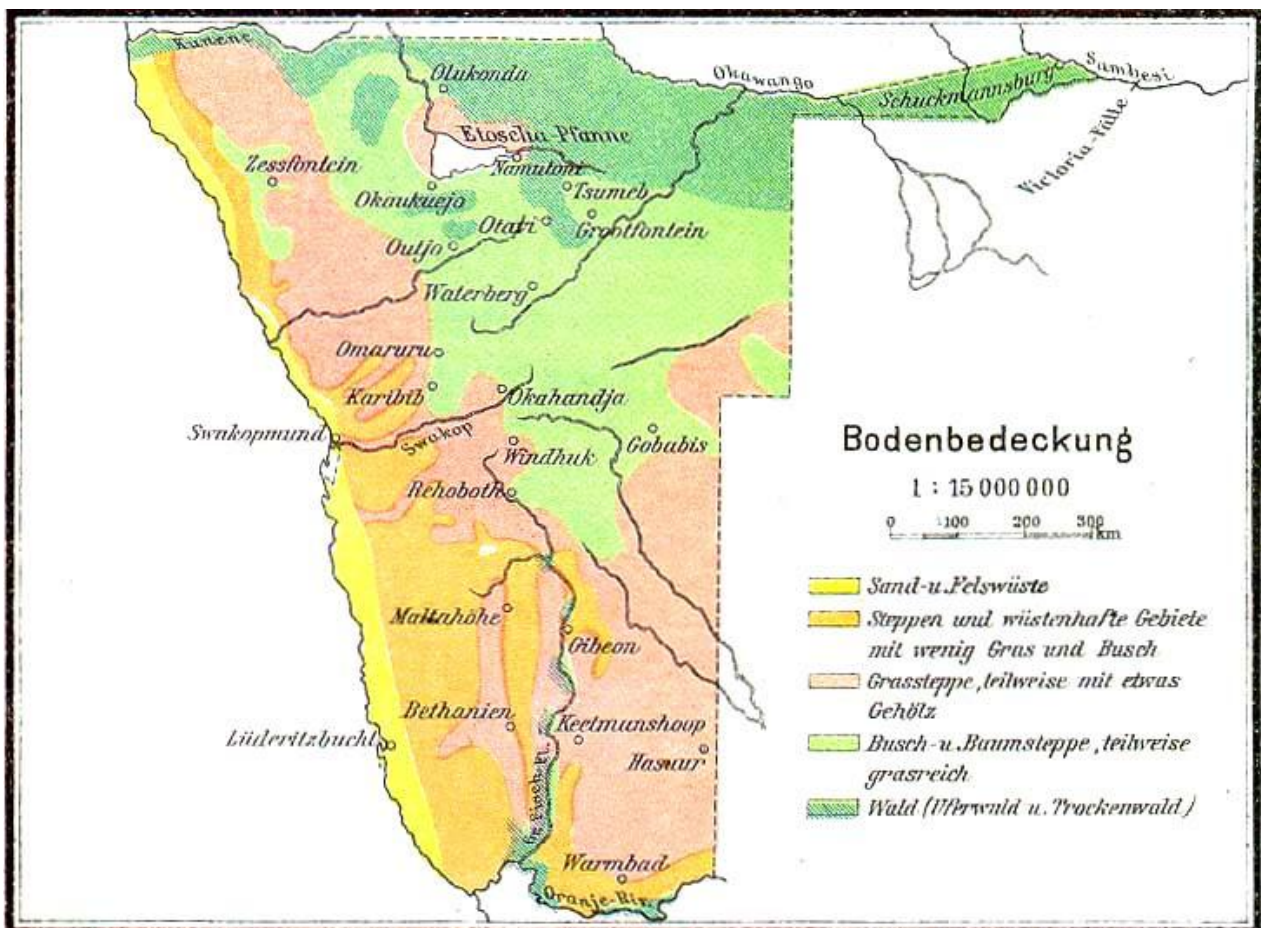 Kunene
Olukonda
Okawango
Sambesi
Schuckmannsburg
Etoscha-Pfanne
Victoria-Fälle
Zessfontein
Namutoni
Okaukuejo
Tsumeb
Otavi
Grootfontein
Outjo
Waterberg
Omaruru
Karibib
Okahandja
Swakopmund
Swakop
Windhuk
Gobabis
Rehoboth
Bodenbedeckung
1 : 15 000 000
0 100 200 300 km
Maltahöhe
Gibeon
Bethanien
Keetmanshoop
Lüderitzbucht
Hasuur
Gr. Fisch Fl.
Warmbad
Oranje-Riv.
Sand-u. Felswüste
Steppen und wüstenhafte Gebiete
mit wenig Gras und Busch
Grassteppe, teilweise mit etwas
Gehölz
Busch-u. Baumsteppe, teilweise
grasreich
Wald (Uferwald u. Trockenwald)